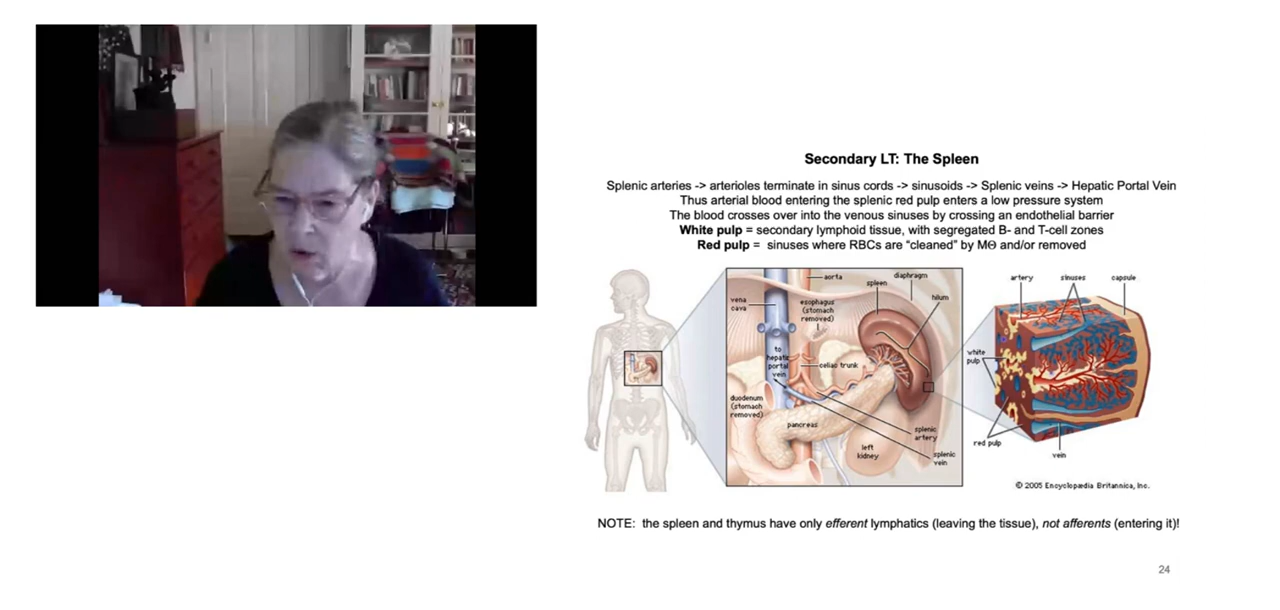 Secondary LT: The Spleen
Splenic arteries -> arterioles terminate in sinus cords -> sinusoids -> Splenic veins -> Hepatic Portal Vein
Thus arterial blood entering the splenic red pulp enters a low pressure system
The blood crosses over into the venous sinuses by crossing an endothelial barrier
White pulp = secondary lymphoid tissue, with segregated B- and T-cell zones
Red pulp = sinuses where RBCs are “cleaned” by MΘ and/or removed
aorta
diaphragm
spleen
hilum
vena
cava
esophagus
(stomach
removed)
to
hepatic
portal
vein
celiac trunk
duodenum
(stomach
removed)
pancreas
left
kidney
splenic
artery
splenic
vein
artery
sinuses
capsule
white
pulp
red pulp
vein
© 2005 Encyclopædia Britannica, Inc.
NOTE: the spleen and thymus have only efferent lymphatics (leaving the tissue), not afferents (entering it)!
24